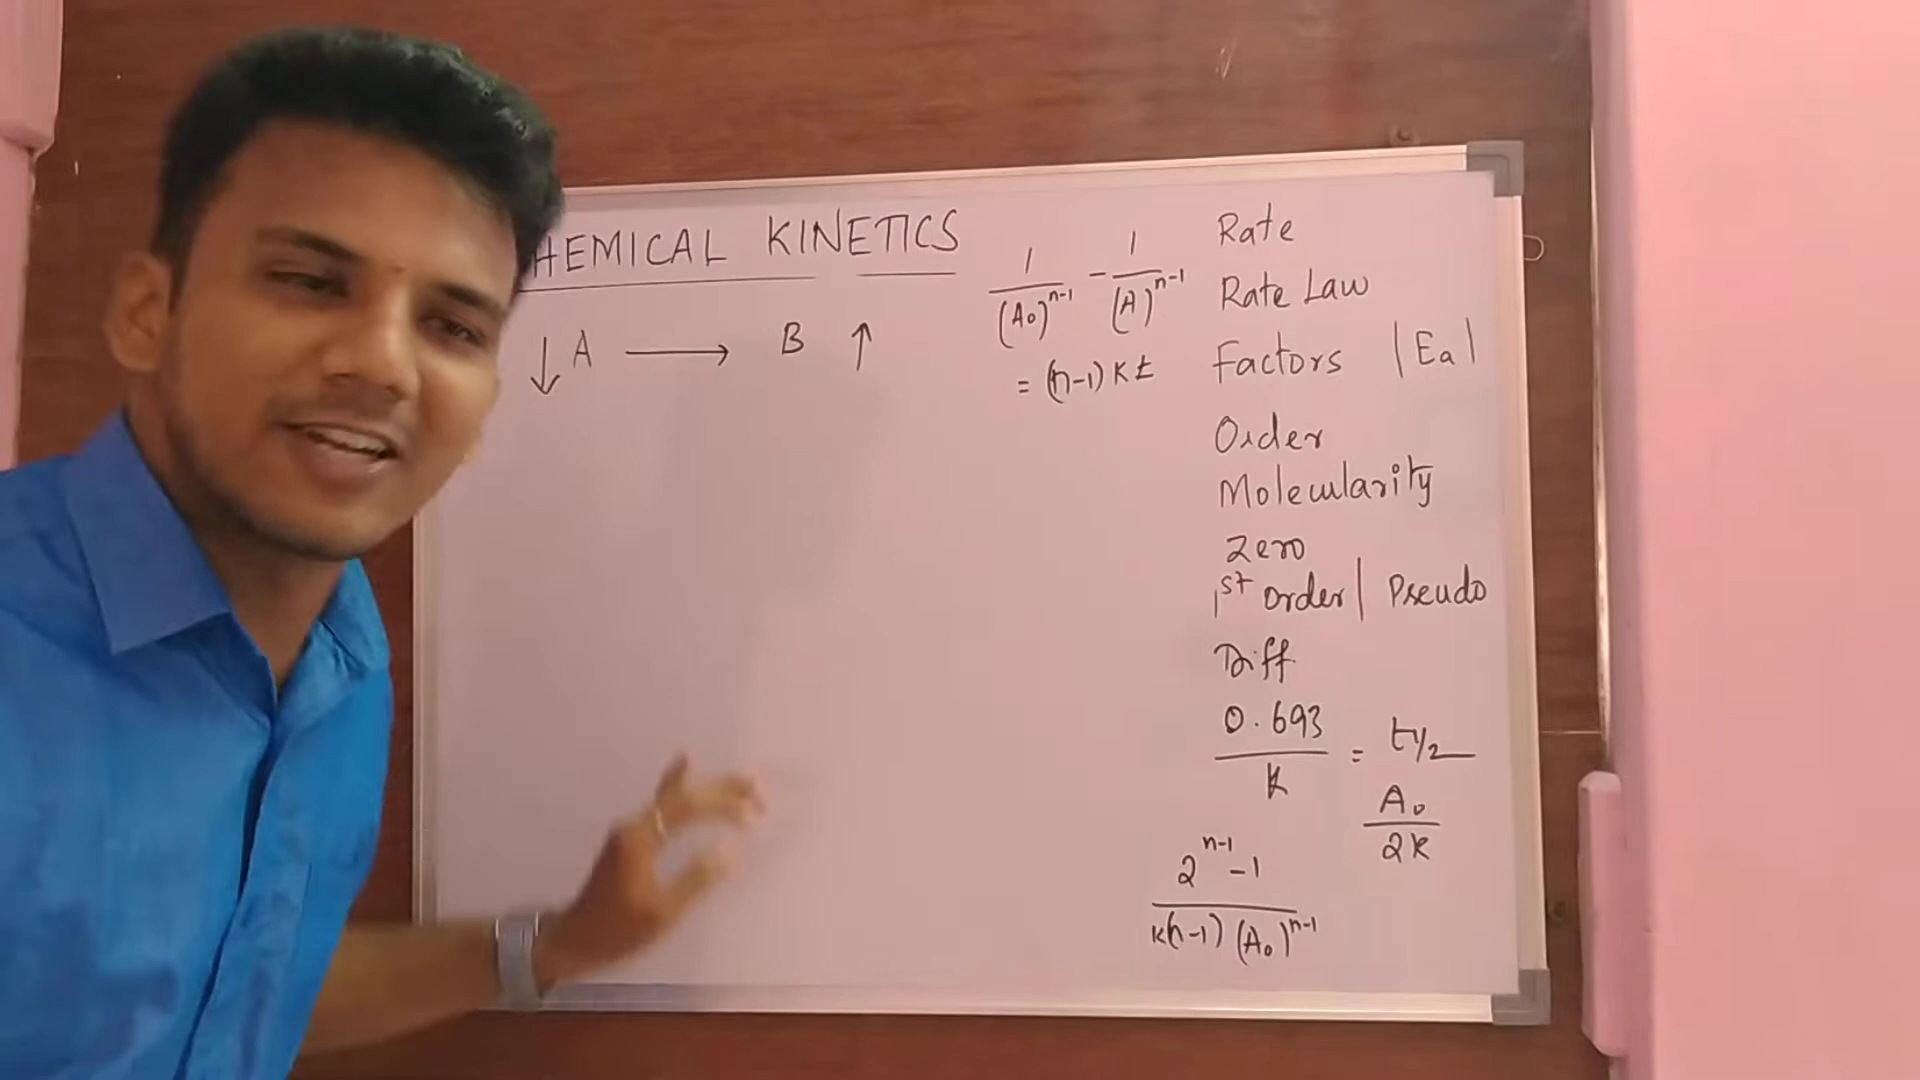 HEMICAL KINETICS
↓ A ⟶ B ↑
1/(A₀)ⁿ⁻¹ - 1/(A)ⁿ⁻¹
= (n-1) K t
Rate
Rate Law
Factors | Ea |
Order
Molecularity
Zero
1st order | Pseudo
Diff.
0.693/K = t1/2
A₀/2K
2ⁿ⁻¹ - 1 / K(n-1) (A₀)ⁿ⁻¹